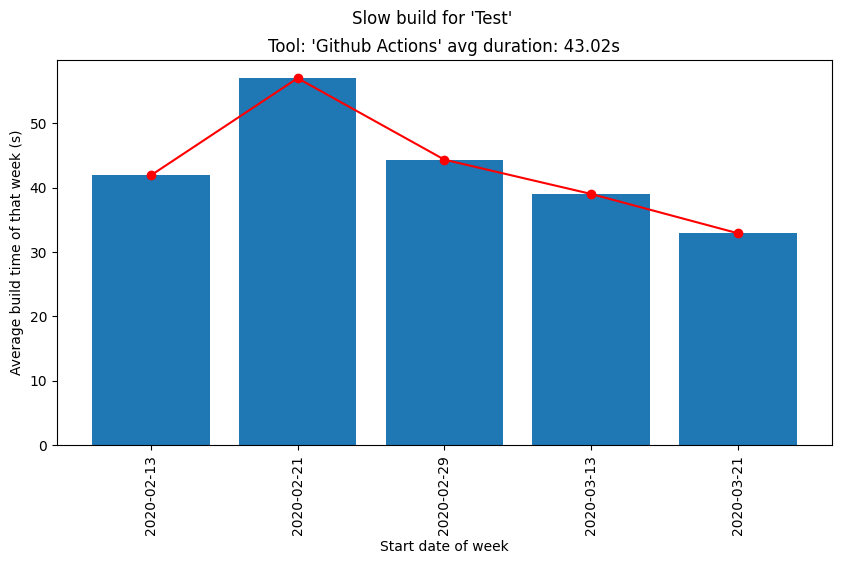 Slow build for 'Test'
Tool: 'Github Actions' avg duration: 43.02s
Average build time of that week (s)
50
40
30
20
10
0
2020-02-13
2020-02-21
2020-02-29
2020-03-13
2020-03-21
Start date of week